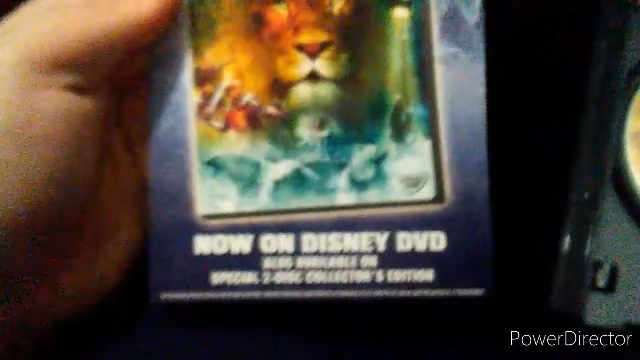 NOW ON DISNEY DVD
ALSO AVAILABLE ON
SPECIAL 2-DISC COLLECTOR'S EDITION
PowerDirector